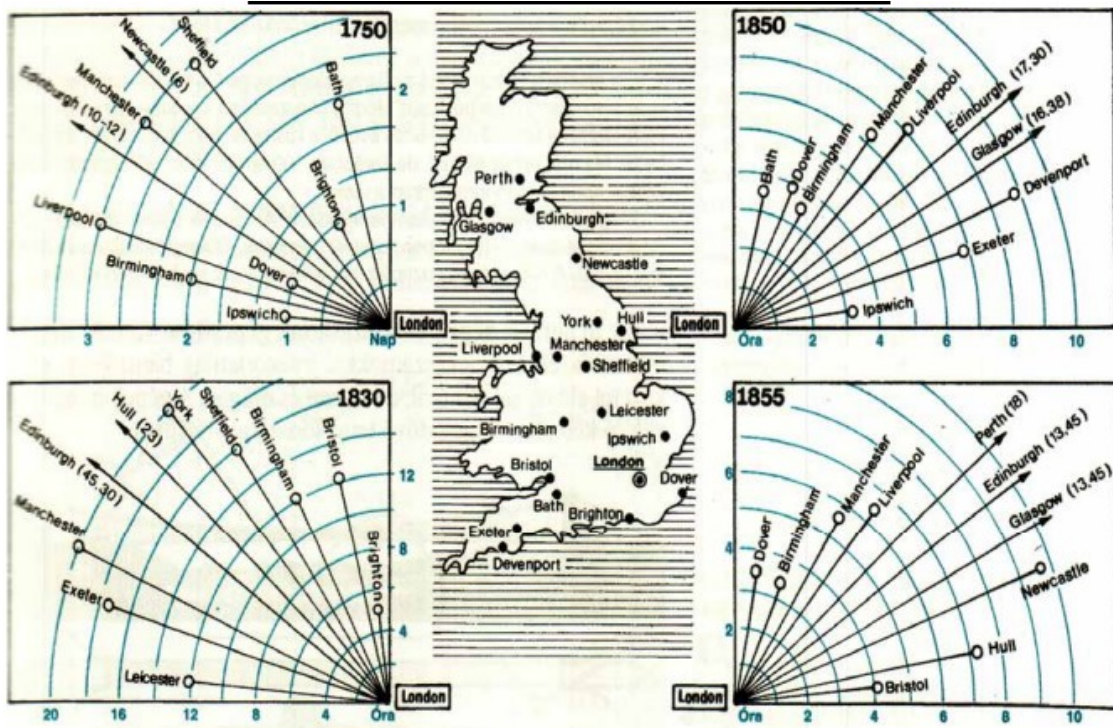 1750
Edinburgh (10-12)
Manchester
Newcastle (6)
Sheffield
Bath
2
Liverpool
Birmingham
Dover
Brighton
1
Ipswich
London
3 2 1 Nap
Perth
Glasgow
Edinburgh
Newcastle
York
Hull
Liverpool
Manchester
Sheffield
Leicester
Birmingham
Ipswich
London
Bristol
Dover
Bath
Brighton
Exeter
Devenport
1850
Bath
Dover
Birmingham
Manchester
Liverpool
Edinburgh (17,30)
Glasgow (16,38)
Devenport
Exeter
Ipswich
London
Óra 2 4 6 8 10
1830
Manchester
Edinburgh (45,30)
Hull (23)
York
Sheffield
Birmingham
Bristol
12
8
Exeter
Brighton
4
Leicester
London
20 16 12 8 4 Óra
1855
8
6
4
2
Dover
Birmingham
Manchester
Liverpool
Perth (18)
Edinburgh (13,45)
Glasgow (13,45)
Newcastle
Hull
Bristol
London
Óra 2 4 6 8 10